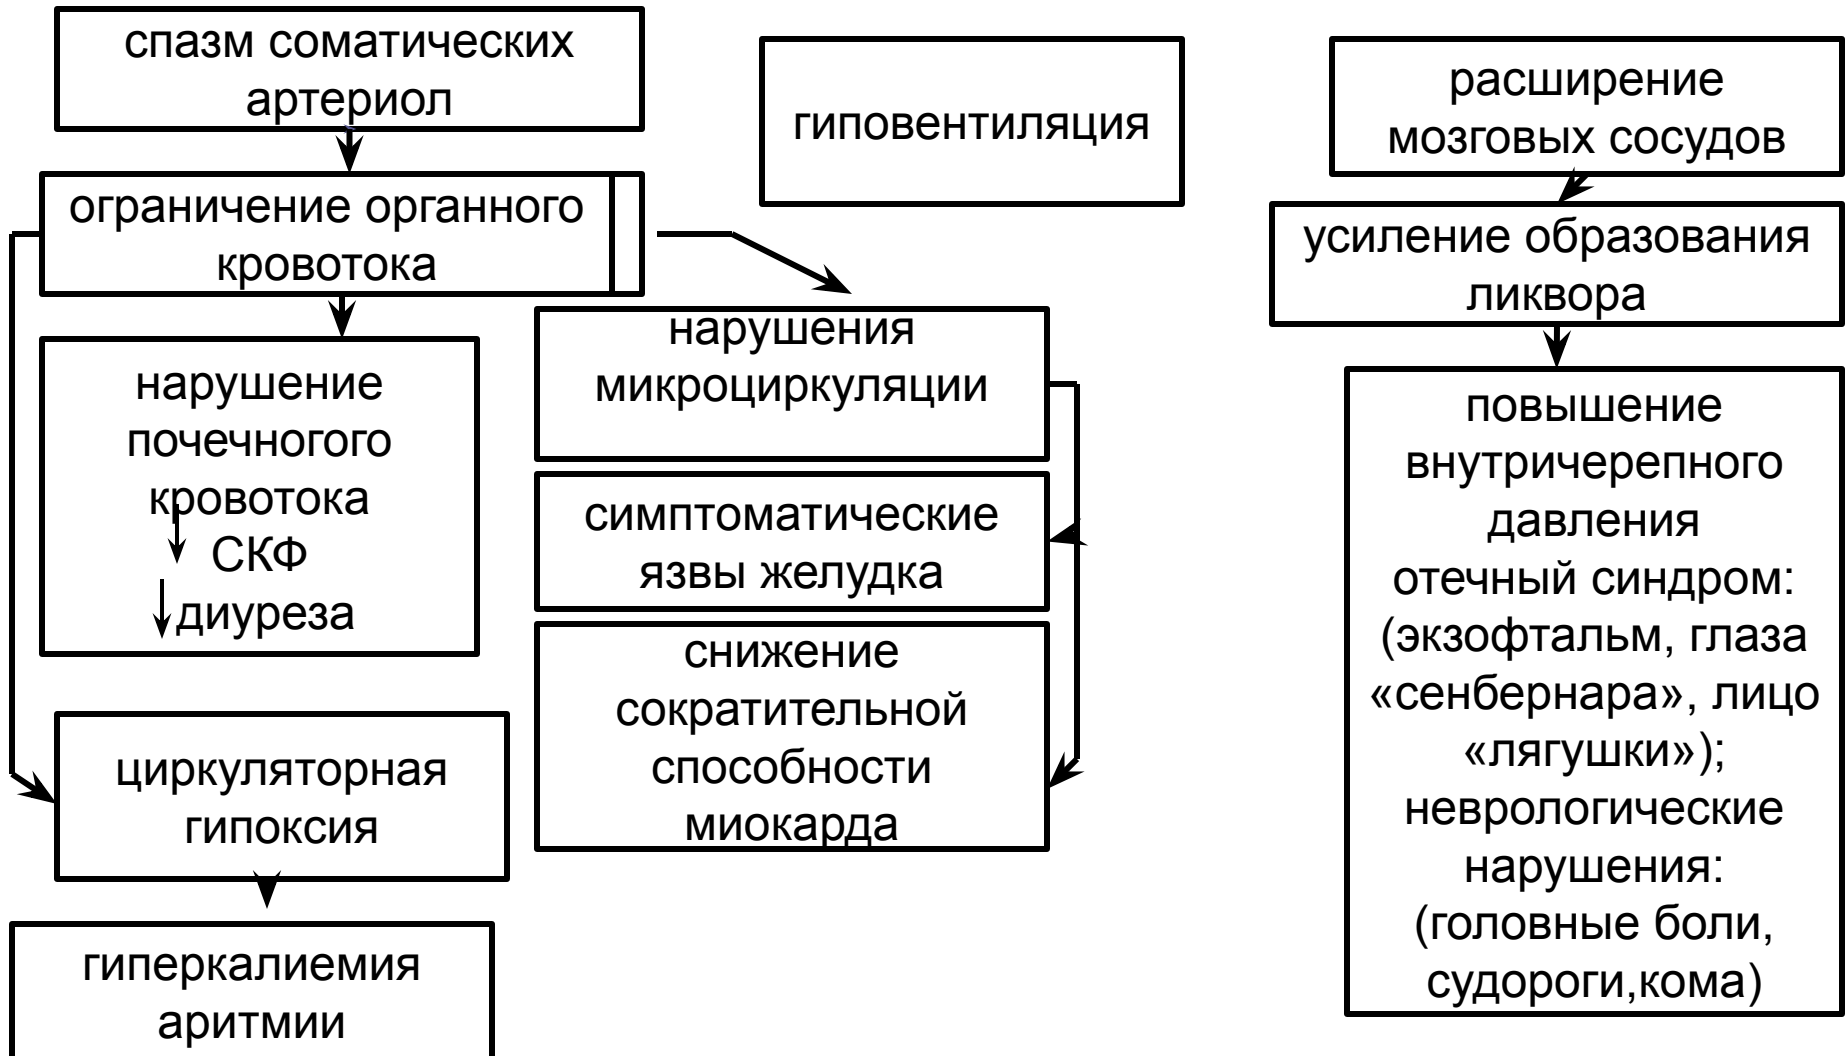 спазм соматических
артериол
гиповентиляция
расширение
мозговых сосудов
ограничение органного
кровотока
усиление образования
ликвора
нарушение
почечногого
кровотока
СКФ
диуреза
нарушения
микроциркуляции
симптоматические
язвы желудка
снижение
сократительной
способности
миокарда
циркуляторная
гипоксия
гиперкалиемия
аритмии
повышение
внутричерепного
давления
отечный синдром:
(экзофтальм, глаза
«сенбернара», лицо
«лягушки»);
неврологические
нарушения:
(головные боли,
судороги,кома)